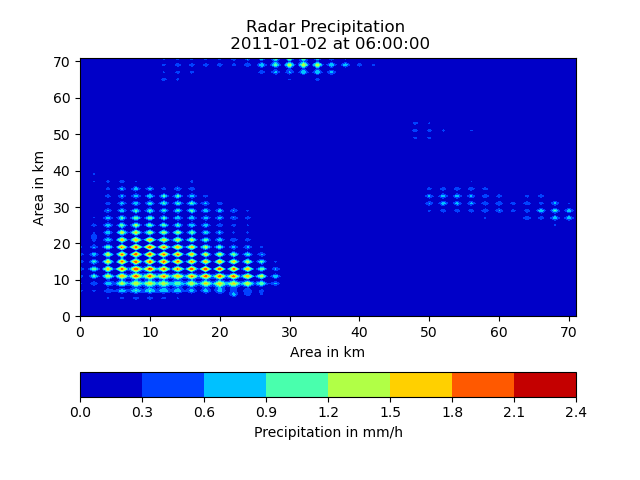 Radar Precipitation
2011-01-02 at 06:00:00
70
60
50
40
30
20
10
0
Area in km
0 10 20 30 40 50 60 70
Area in km
0.0 0.3 0.6 0.9 1.2 1.5 1.8 2.1 2.4
Precipitation in mm/h